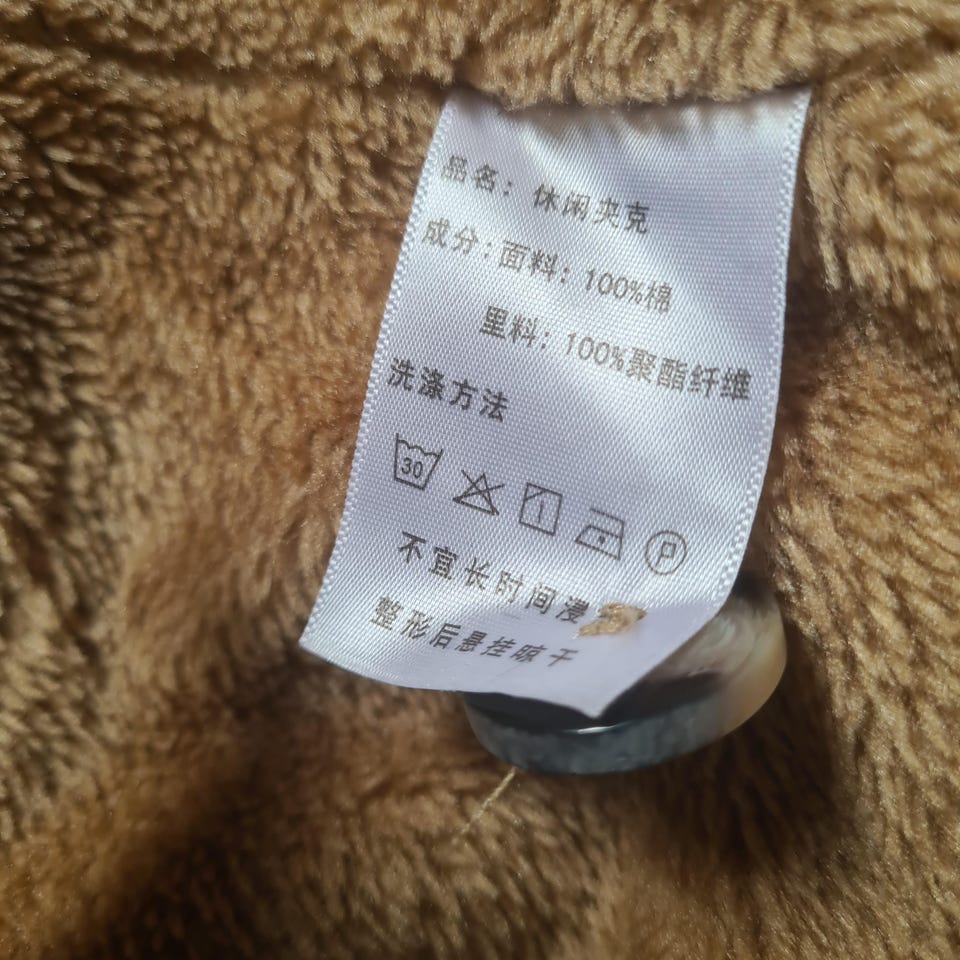 品名：休闲夹克
成分：面料：100%棉
里料：100%聚酯纤维
洗涤方法
30 P
不宜长时间浸
整形后悬挂晾干